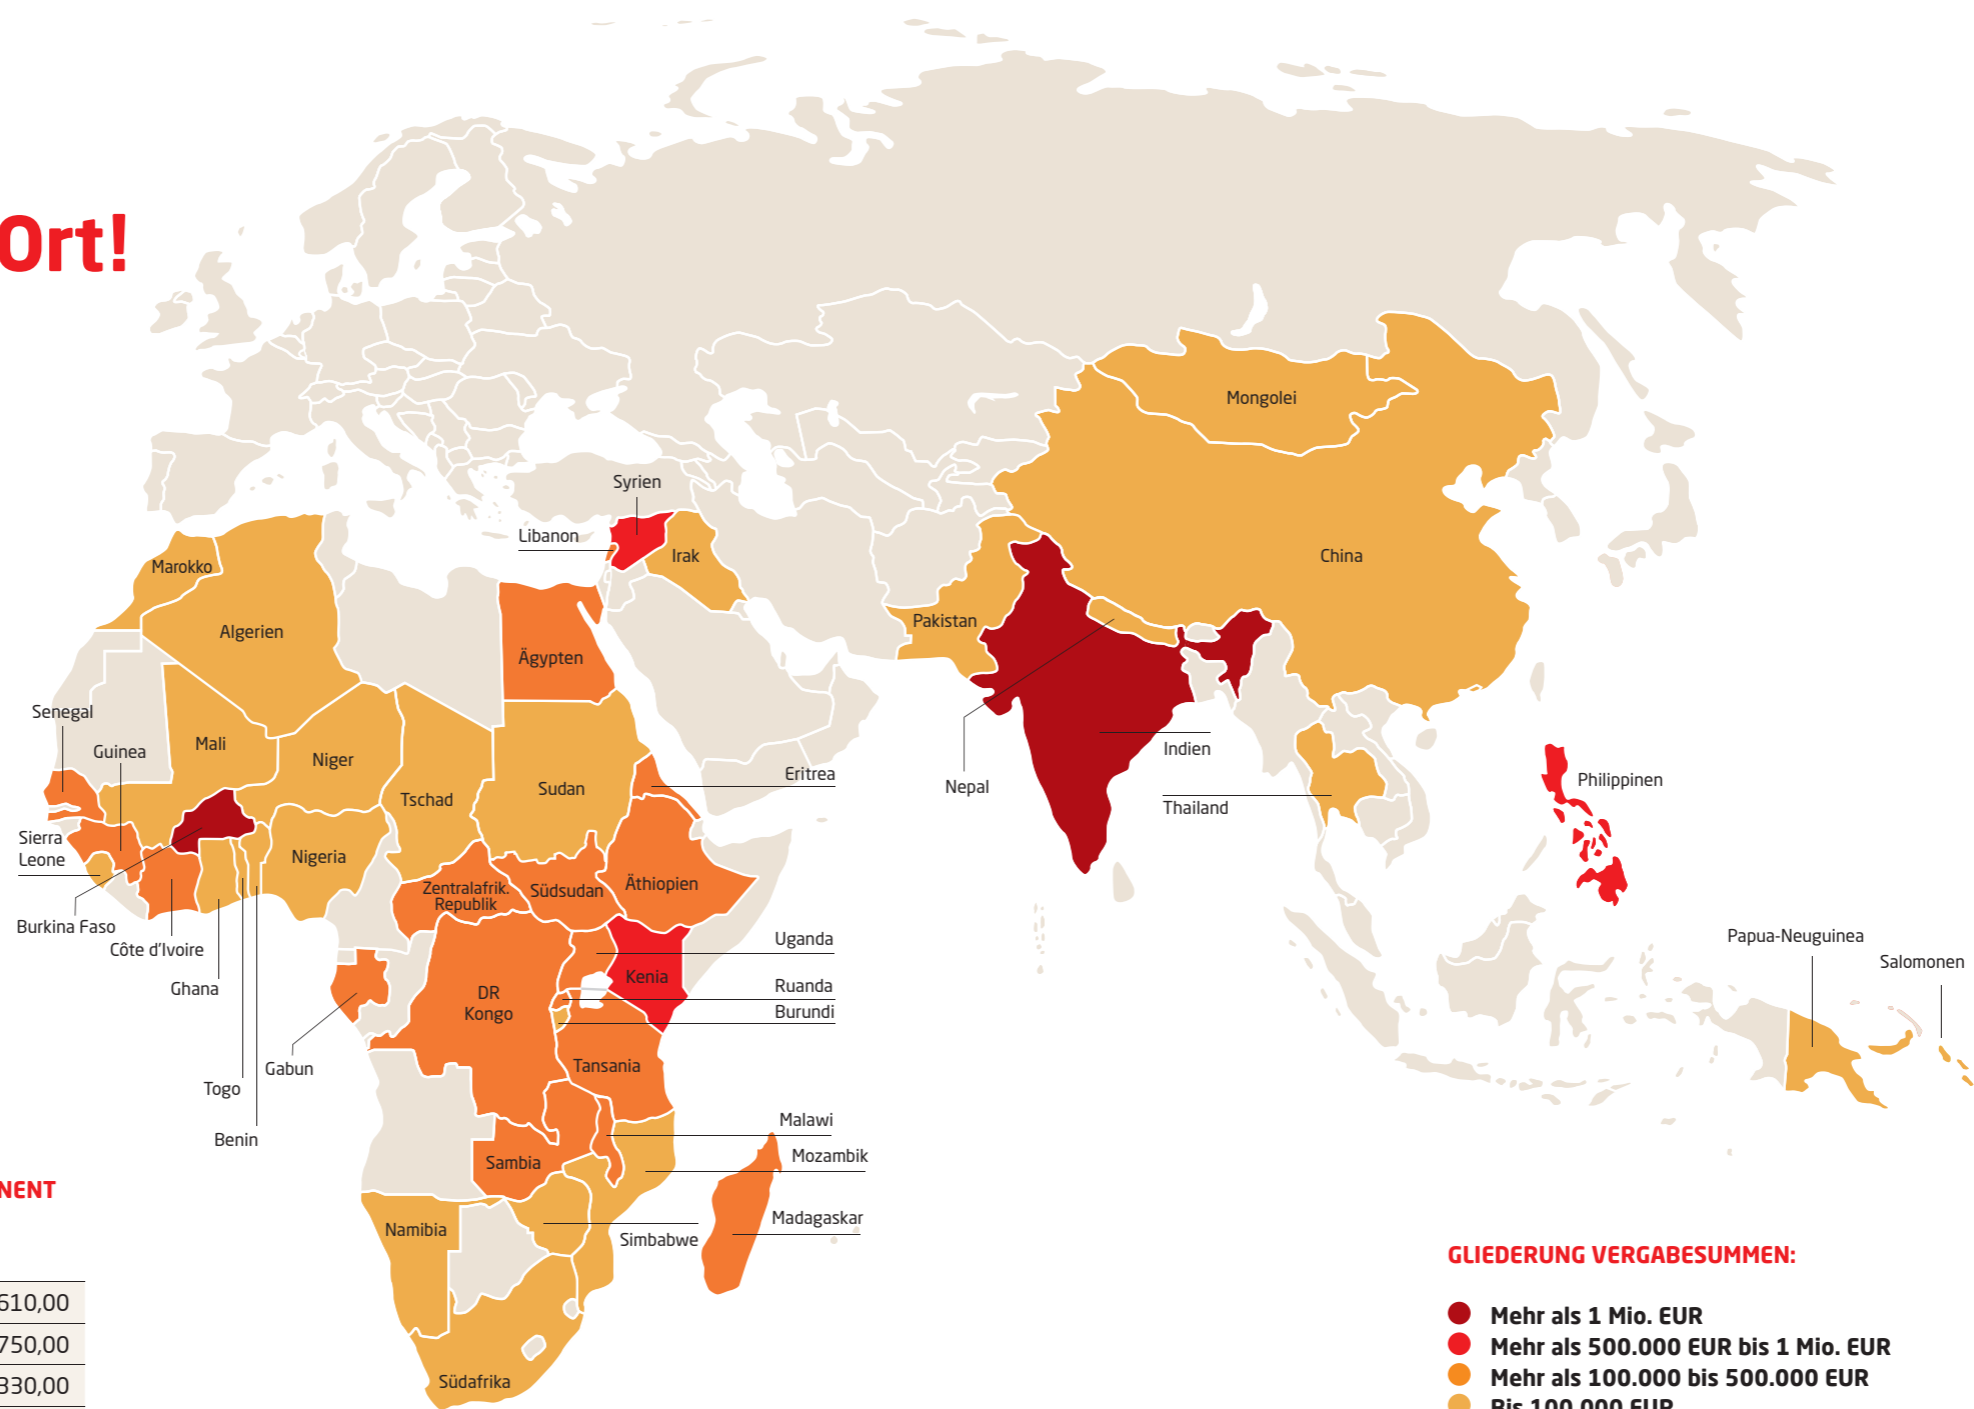 Ort!
Syrien
Libanon
Irak
Mongolei
China
Marokko
Algerien
Ägypten
Pakistan
Senegal
Guinea
Mali
Niger
Tschad
Sudan
Eritrea
Nepal
Indien
Thailand
Philippinen
Sierra
Leone
Nigeria
Zentralafrik.
Republik
Südsudan
Äthiopien
Burkina Faso
Côte d'Ivoire
Ghana
Uganda
Kenia
Ruanda
Burundi
DR
Kongo
Papua-Neuguinea
Salomonen
Gabun
Togo
Tansania
Benin
Malawi
Mozambik
Sambia
Madagaskar
Namibia
Simbabwe
Südafrika
NENT
610,00
750,00
330,00
GLIEDERUNG VERGABESUMMEN:
Mehr als 1 Mio. EUR
Mehr als 500.000 EUR bis 1 Mio. EUR
Mehr als 100.000 bis 500.000 EUR
Bis 100.000 EUR